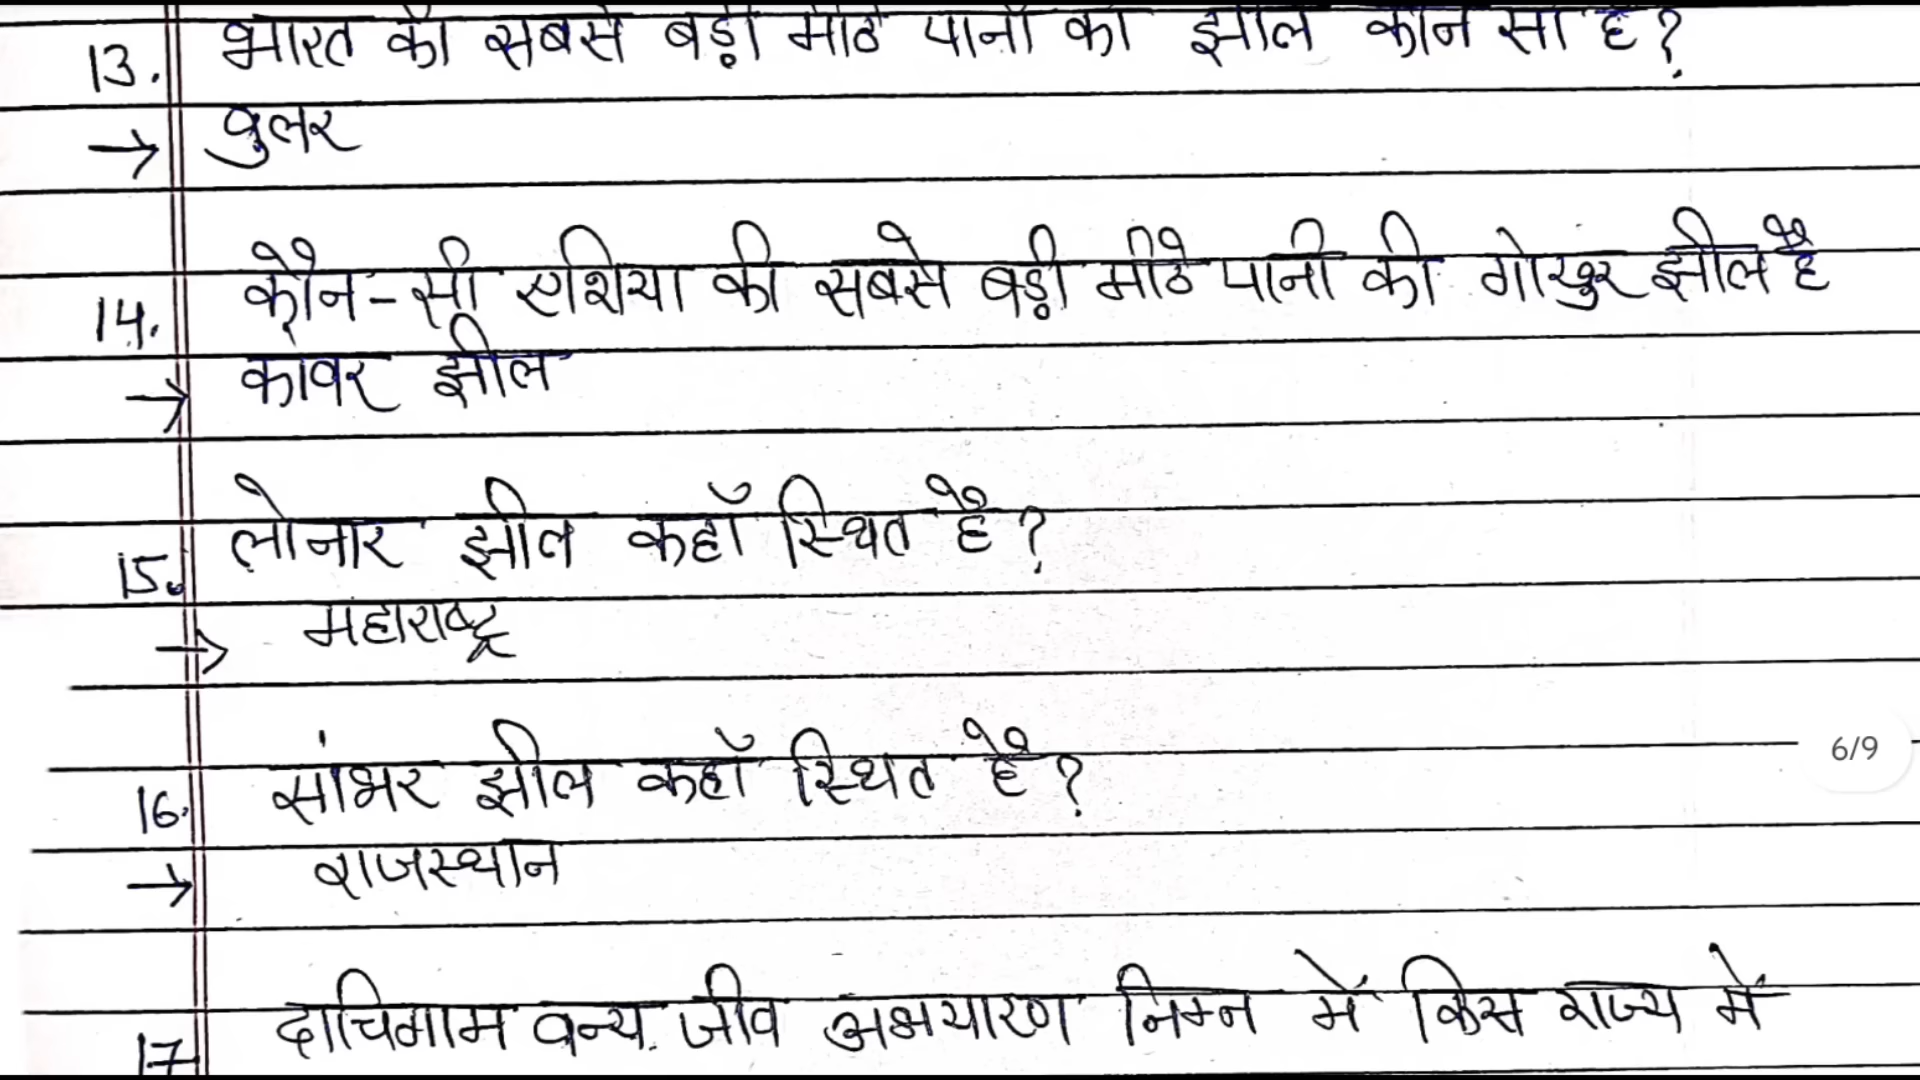 13. भारत की सबसे बड़ी मीठे पानी की झील कौन सी है?
→ वुलर
14. कौन-सी एशिया की सबसे बड़ी मीठे पानी की गोखुर झील है
→ कावर झील
15. लोनार झील कहाँ स्थित है?
→ महाराष्ट्र
16. सांभर झील कहाँ स्थित है?
6/9
→ राजस्थान
17 दाचिगाम वन्य जीव अभयारण निम्न में किस राज्य में